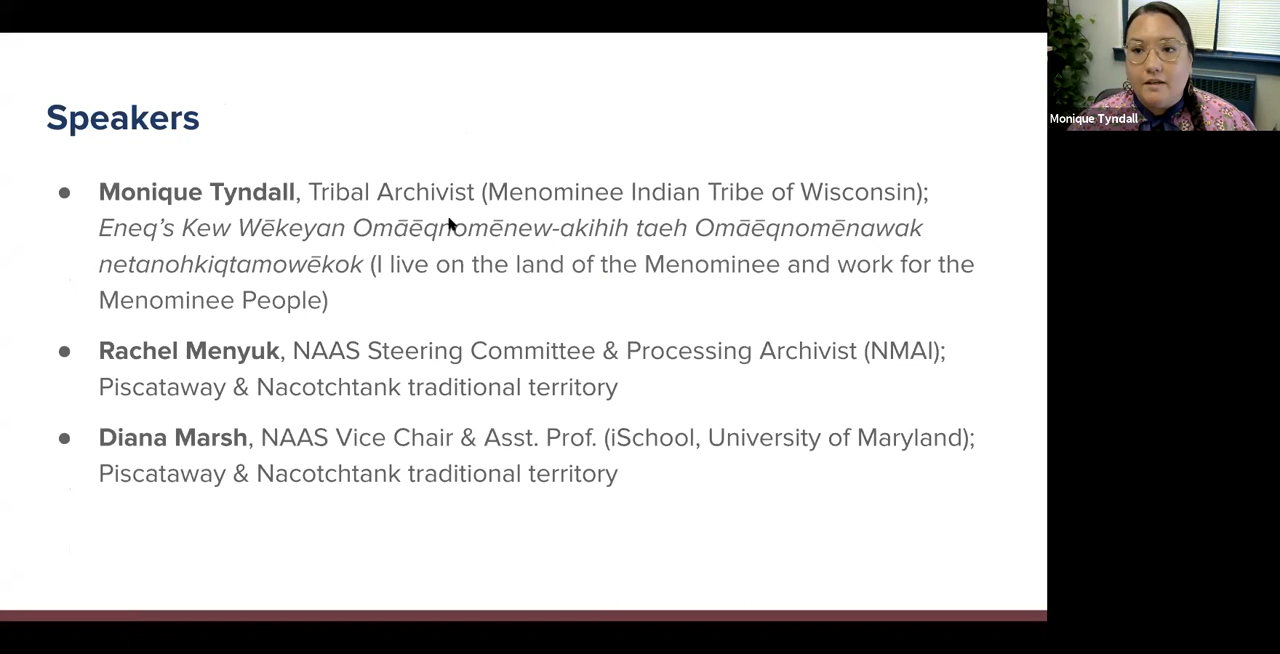 Speakers
● Monique Tyndall, Tribal Archivist (Menominee Indian Tribe of Wisconsin);
Eneq’s Kew Wēkeyan Omāēqnomēnew-akihih taeh Omāēqnomēnawak
netanohkiqtamowēkok (I live on the land of the Menominee and work for the
Menominee People)
● Rachel Menyuk, NAAS Steering Committee & Processing Archivist (NMAI);
Piscataway & Nacotchtank traditional territory
● Diana Marsh, NAAS Vice Chair & Asst. Prof. (iSchool, University of Maryland);
Piscataway & Nacotchtank traditional territory
Monique Tyndall